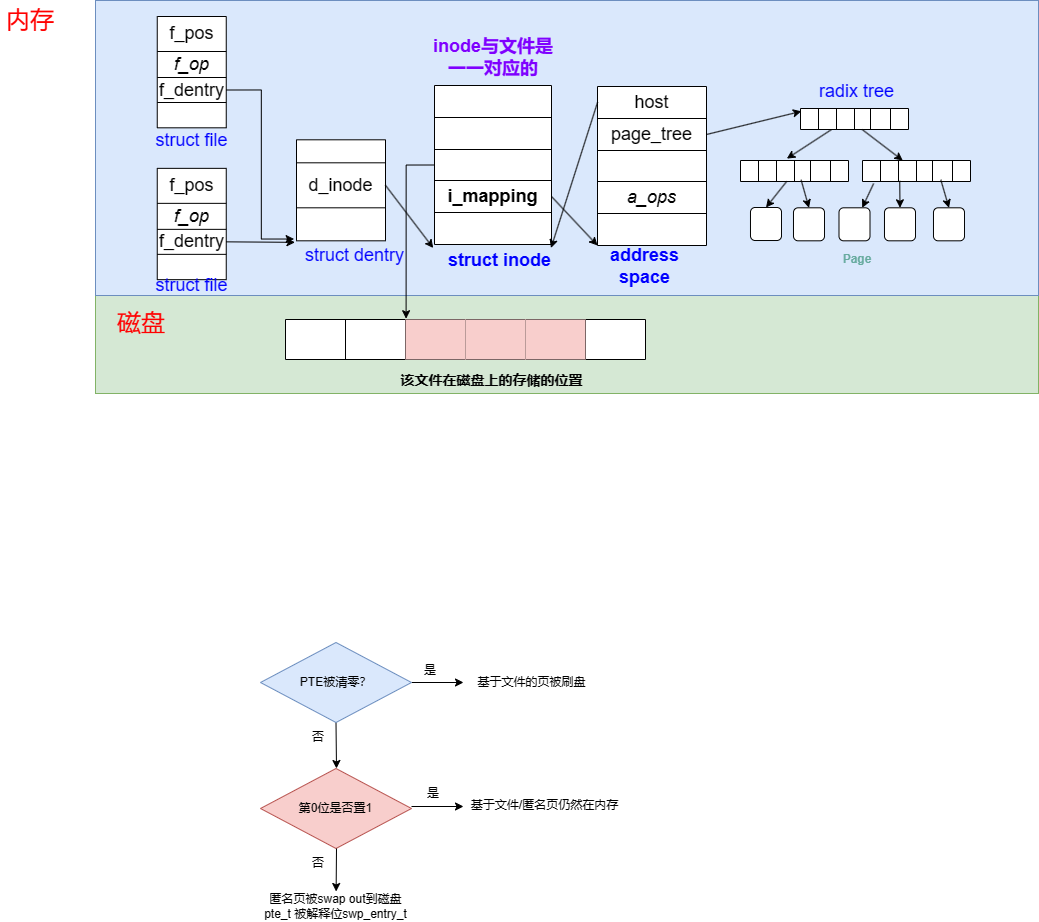 内存
f_pos
f_op
f_dentry
struct file
f_pos
f_op
f_dentry
struct file
d_inode
struct dentry
inode与文件是
一一对应的
i_mapping
struct inode
host
page_tree
a_ops
address
space
radix tree
Page
磁盘
该文件在磁盘上的存储的位置
PTE被清零？
是
基于文件的页被刷盘
否
第0位是否置1
是
基于文件/匿名页仍然在内存
否
匿名页被swap out到磁盘
pte_t 被解释位swp_entry_t